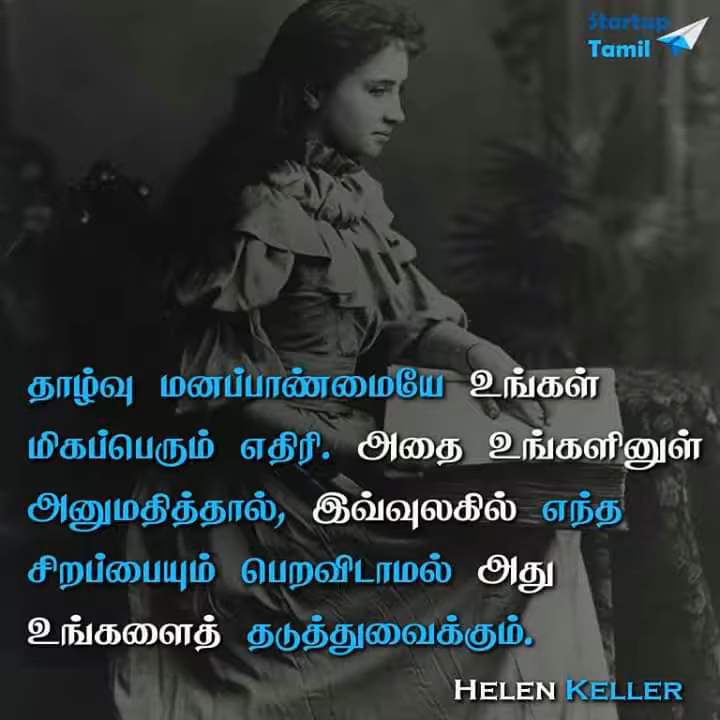 Startup
Tamil
தாழ்வு மனப்பாண்மையே உங்கள்
மிகப்பெரும் எதிரி. அதை உங்களினுள்
அனுமதித்தால், இவ்வுலகில் எந்த
சிறப்பையும் பெறவிடாமல் அது
உங்களைத் தடுத்துவைக்கும்.
HELEN KELLER